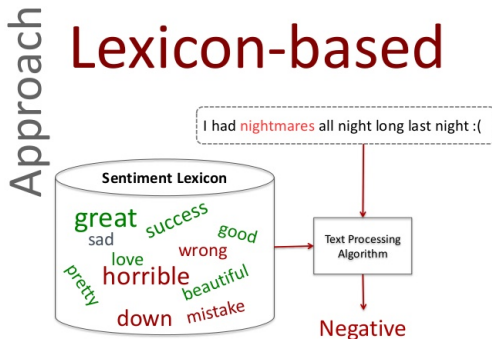 Approach
Lexicon-based
I had nightmares all night long last night :(
Sentiment Lexicon
great
success
good
sad
love
wrong
pretty
horrible
beautiful
down
mistake
Text Processing
Algorithm
Negative